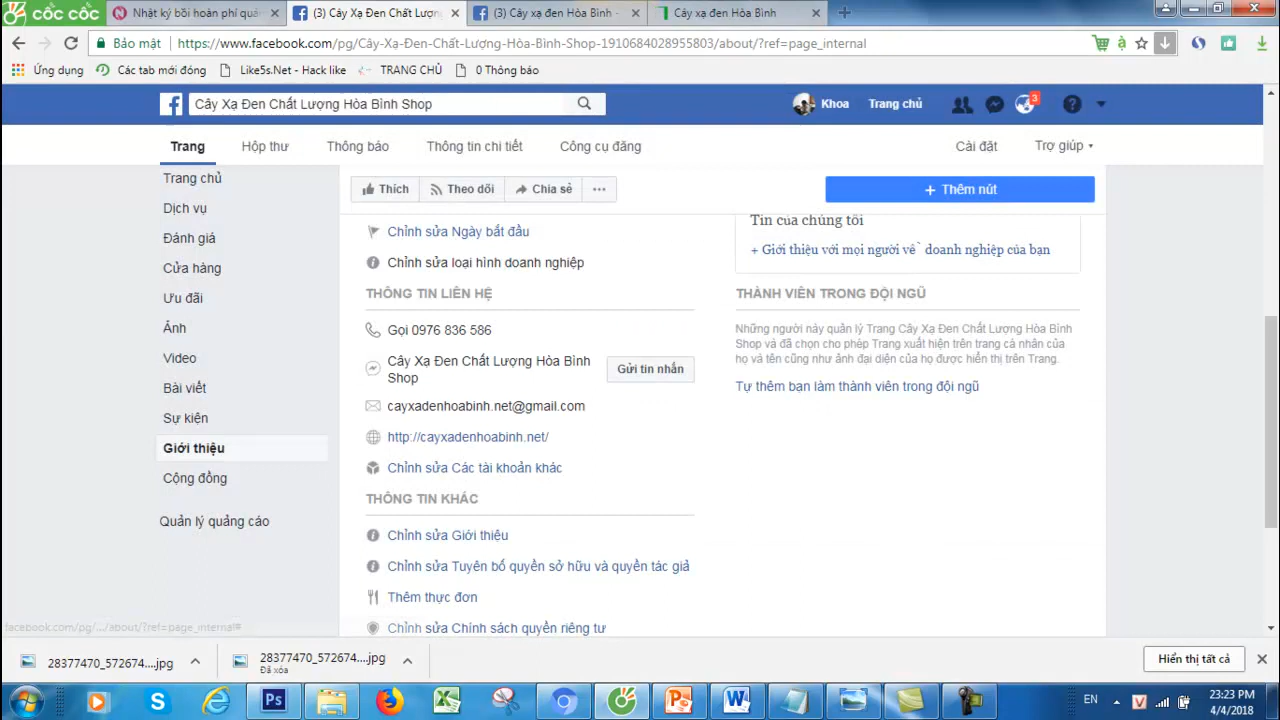 cốc cốc
Nhật ký bồi hoàn phí quả
(3) Cây Xạ Đen Chất Lượn
(3) Cây xạ đen Hòa Bình -
Cây xạ đen Hòa Bình
Bảo mật
https://www.facebook.com/pg/Cây-Xạ-Đen-Chất-Lượng-Hòa-Bình-Shop-1910684028955803/about/?ref=page_internal
Ứng dụng
Các tab mới đóng
Like5s.Net - Hack like
TRANG CHỦ
0 Thông báo
Cây Xạ Đen Chất Lượng Hòa Bình Shop
Khoa
Trang chủ
3
Trang
Hộp thư
Thông báo
Thông tin chi tiết
Công cụ đăng
Cài đặt
Trợ giúp
Trang chủ
Dịch vụ
Đánh giá
Cửa hàng
Ưu đãi
Ảnh
Video
Bài viết
Sự kiện
Giới thiệu
Cộng đồng
Quản lý quảng cáo
Thích
Theo dõi
Chia sẻ
+ Thêm nút
Chỉnh sửa Ngày bắt đầu
Chỉnh sửa loại hình doanh nghiệp
THÔNG TIN LIÊN HỆ
Gọi 0976 836 586
Cây Xạ Đen Chất Lượng Hòa Bình
Shop
Gửi tin nhắn
cayxadenhoabinh.net@gmail.com
http://cayxadenhoabinh.net/
Chỉnh sửa Các tài khoản khác
THÔNG TIN KHÁC
Chỉnh sửa Giới thiệu
Chỉnh sửa Tuyên bố quyền sở hữu và quyền tác giả
Thêm thực đơn
Chỉnh sửa Chính sách quyền riêng tư
Tin của chúng tôi
+ Giới thiệu với mọi người về doanh nghiệp của bạn
THÀNH VIÊN TRONG ĐỘI NGŨ
Những người này quản lý Trang Cây Xạ Đen Chất Lượng Hòa Bình
Shop và đã chọn cho phép Trang xuất hiện trên trang cá nhân của
họ và tên cũng như ảnh đại diện của họ được hiển thị trên Trang.
Tự thêm bạn làm thành viên trong đội ngũ
facebook.com/pg/.../about/?ref=page_internal#
28377470_572674....jpg
28377470_572674....jpg
Đã xóa
Hiển thị tất cả
EN
23:23 PM
4/4/2018